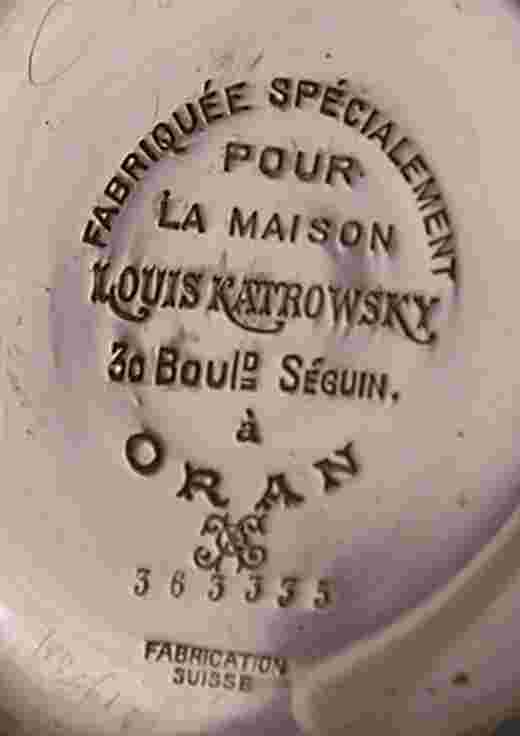 FABRIQUÉE SPÉCIALEMENT
POUR
LA MAISON
LOUIS KATROWSKY
30 BOULD SÉGUIN.
à
ORAN
363335
FABRICATION
SUISSE